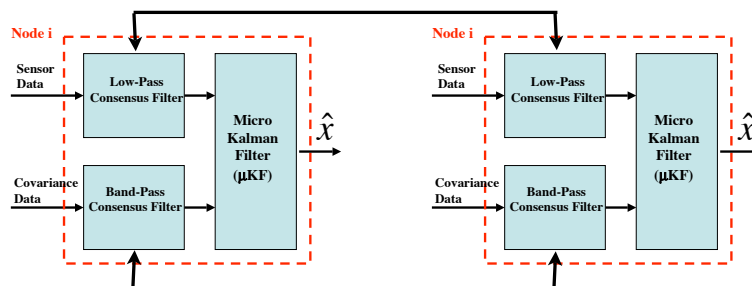 Node i
Sensor
Data
Low-Pass
Consensus Filter
Micro
Kalman
Filter
(μKF)
x̂
Covariance
Data
Band-Pass
Consensus Filter
Node i
Sensor
Data
Low-Pass
Consensus Filter
Micro
Kalman
Filter
(μKF)
x̂
Covariance
Data
Band-Pass
Consensus Filter